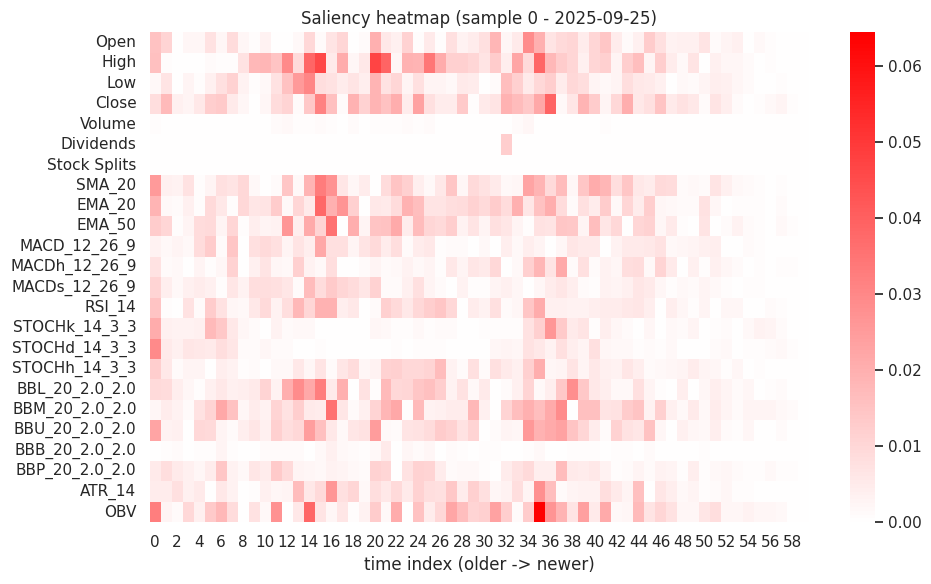 Saliency heatmap (sample 0 - 2025-09-25)
Open
High
Low
Close
Volume
Dividends
Stock Splits
SMA_20
EMA_20
EMA_50
MACD_12_26_9
MACDh_12_26_9
MACDs_12_26_9
RSI_14
STOCHk_14_3_3
STOCHd_14_3_3
STOCHh_14_3_3
BBL_20_2.0_2.0
BBM_20_2.0_2.0
BBU_20_2.0_2.0
BBB_20_2.0_2.0
BBP_20_2.0_2.0
ATR_14
OBV
0 2 4 6 8 10 12 14 16 18 20 22 24 26 28 30 32 34 36 38 40 42 44 46 48 50 52 54 56 58
time index (older -> newer)
0.06
0.05
0.04
0.03
0.02
0.01
0.00